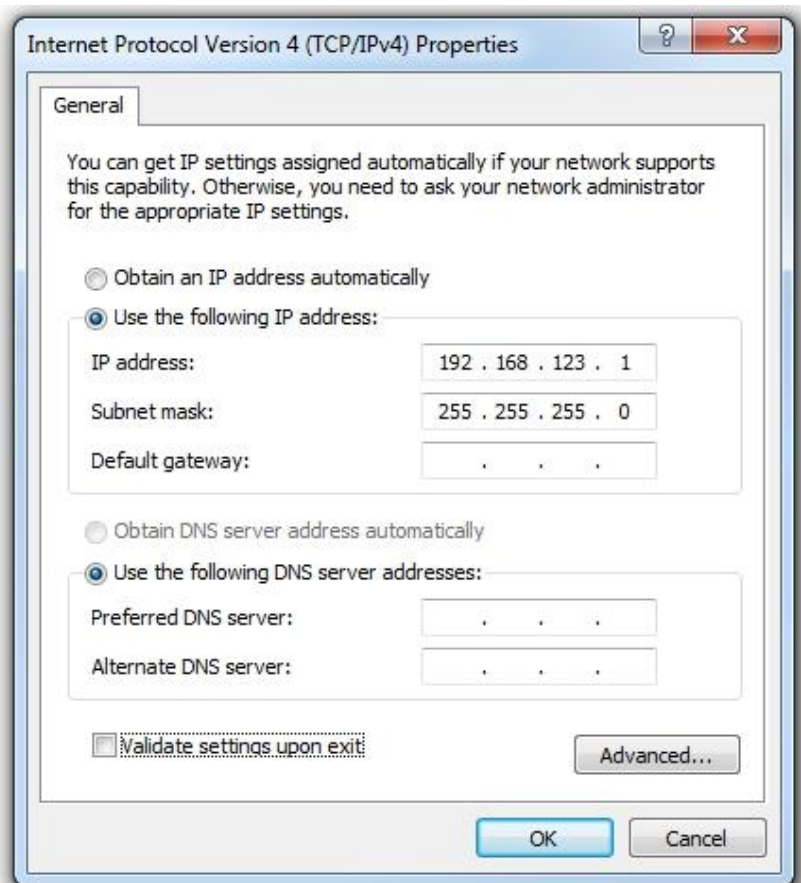 Internet Protocol Version 4 (TCP/IPv4) Properties
? X
General
You can get IP settings assigned automatically if your network supports
this capability. Otherwise, you need to ask your network administrator
for the appropriate IP settings.
Obtain an IP address automatically
Use the following IP address:
IP address: 192 . 168 . 123 . 1
Subnet mask: 255 . 255 . 255 . 0
Default gateway: . . .
Obtain DNS server address automatically
Use the following DNS server addresses:
Preferred DNS server: . . .
Alternate DNS server: . . .
Validate settings upon exit
Advanced...
OK Cancel